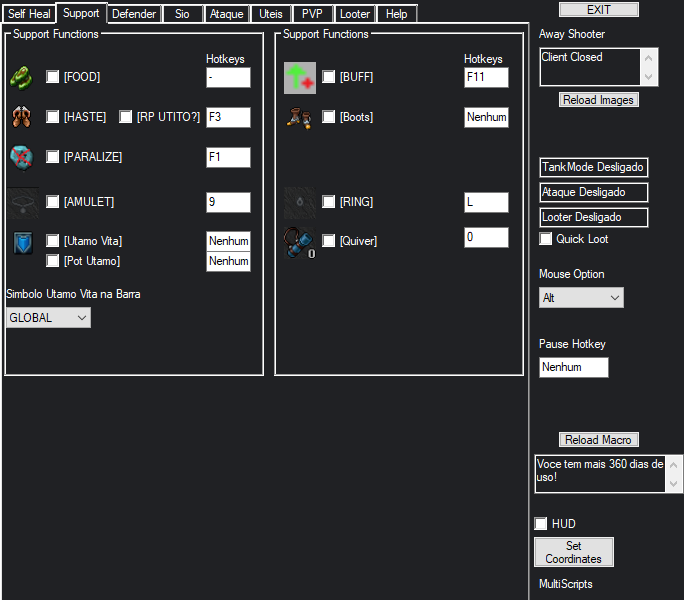 Self Heal
Support
Defender
Sio
Ataque
Uteis
PVP
Looter
Help
Support Functions
Hotkeys
[FOOD]
-
[HASTE]
[RP UTITO?]
F3
[PARALIZE]
F1
[AMULET]
9
[Utamo Vita]
Nenhum
[Pot Utamo]
Nenhum
Simbolo Utamo Vita na Barra
GLOBAL
Support Functions
Hotkeys
[BUFF]
F11
[Boots]
Nenhum
[RING]
L
[Quiver]
0
0
EXIT
Away Shooter
Client Closed
Reload Images
TankMode Desligado
Ataque Desligado
Looter Desligado
Quick Loot
Mouse Option
Alt
Pause Hotkey
Nenhum
Reload Macro
Voce tem mais 360 dias de
uso!
HUD
Set
Coordinates
MultiScripts